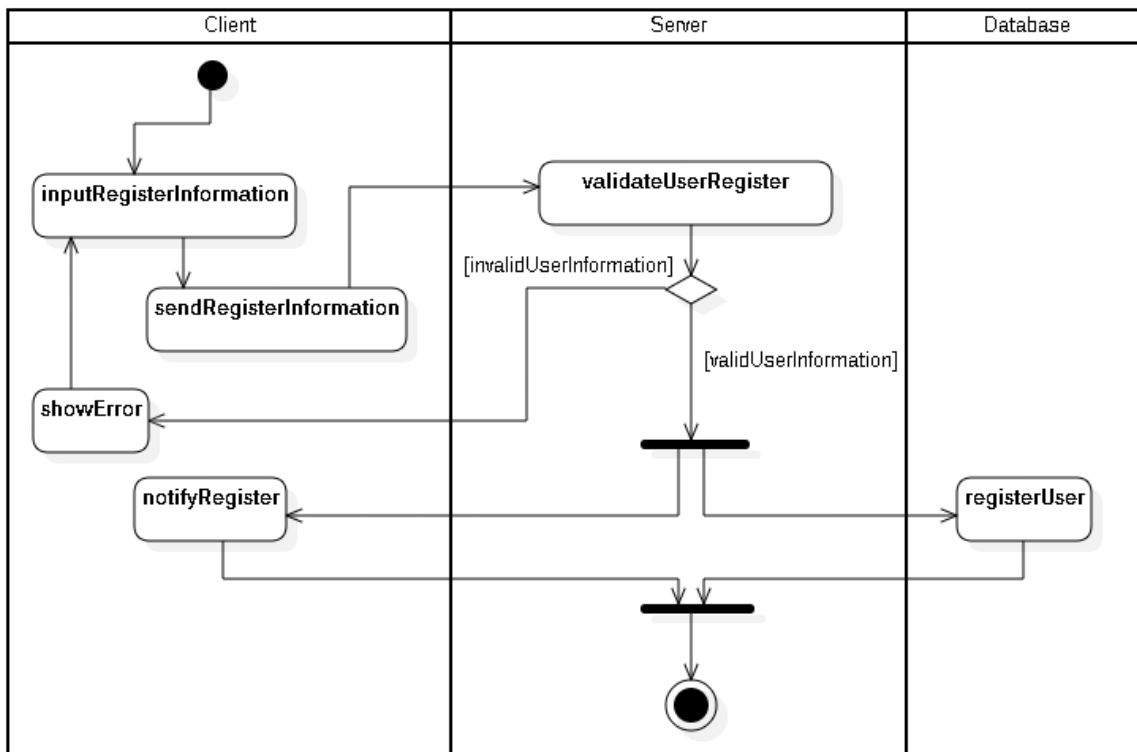 Client
Server
Database
inputRegisterInformation
validateUserRegister
[invalidUserInformation]
sendRegisterInformation
[validUserInformation]
showError
notifyRegister
registerUser